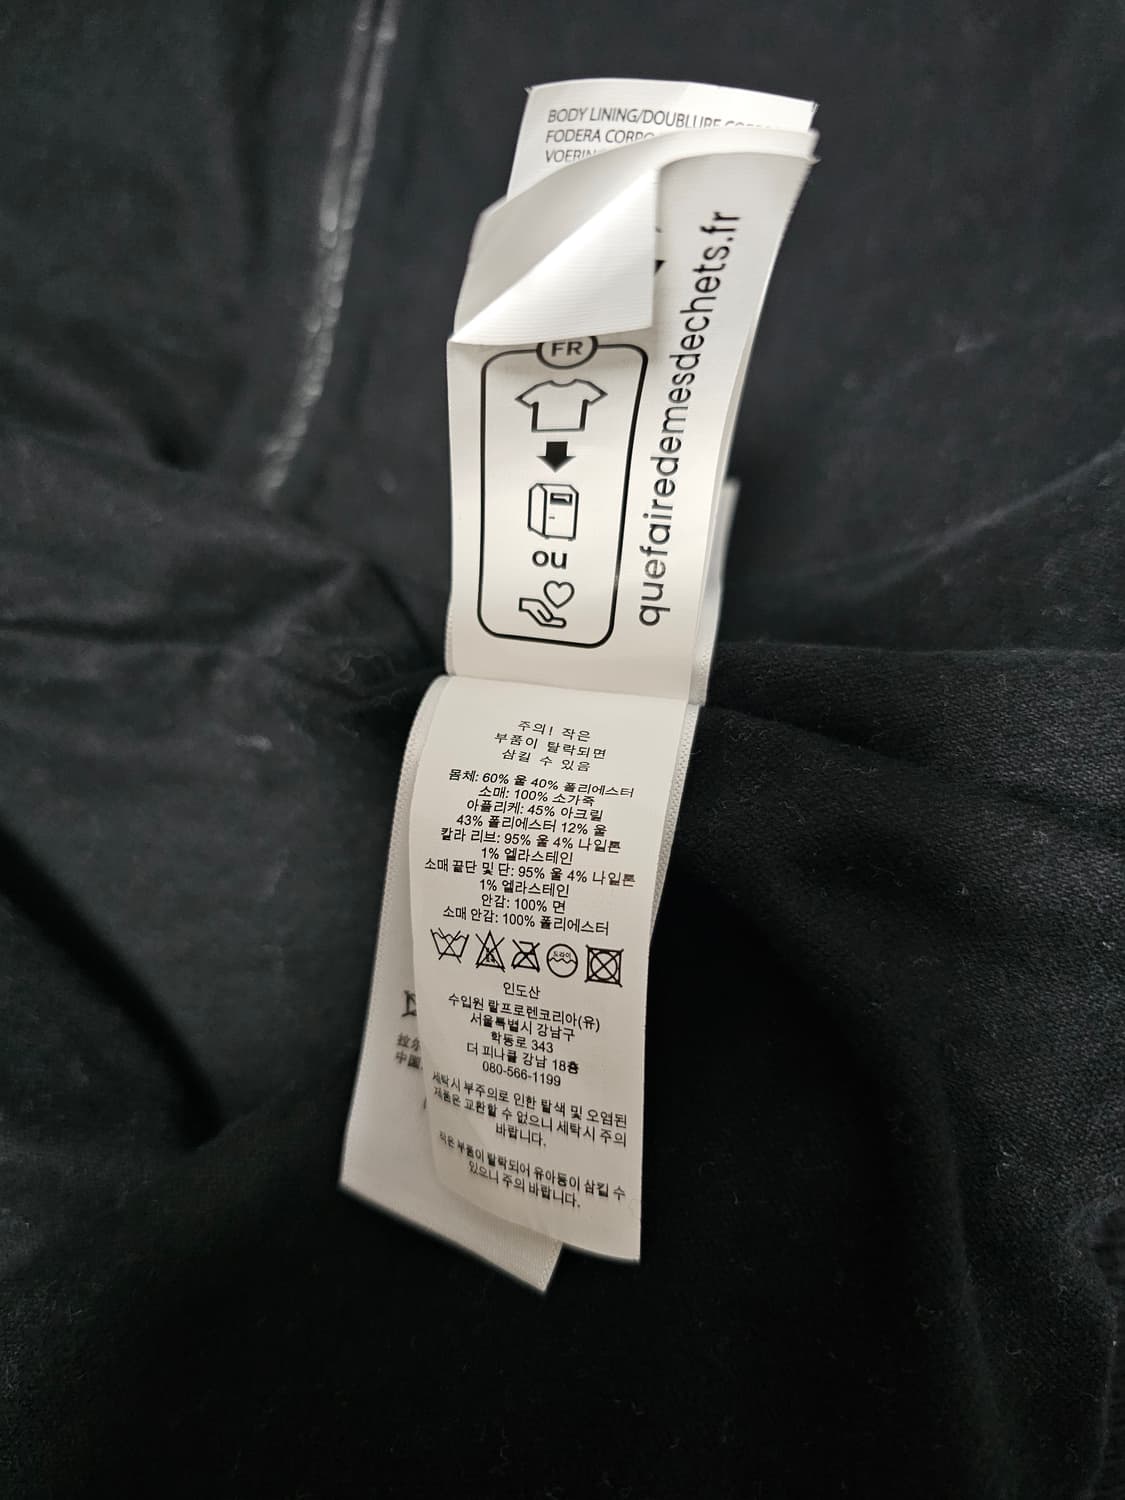 BODY LINING/DOUBLURE
FODERA
FR
ou
quefairedemesdechets.fr
주의! 작은
부품이 탈락되면
삼킬 수 있음
몸체: 60% 울 40% 폴리에스터
소매: 100% 소가죽
아플리케: 45% 아크릴
43% 폴리에스터 12% 울
칼라 리브: 95% 울 4% 나일론
1% 엘라스테인
소매 끝단 및 단: 95% 울 4% 나일론
1% 엘라스테인
안감: 100% 면
소매 안감: 100% 폴리에스터
드라이
인도산
수입원 랄프로렌코리아(유)
서울특별시 강남구
학동로 343
더 피나클 강남 18층
080-566-1199
세탁시 부주의로 인한 탈색 및 오염된
제품은 교환할 수 없으니 세탁시 주의
바랍니다.
작은 부품이 탈락되어 유아동이 삼킬 수
있으니 주의 바랍니다.
拉尔
中国